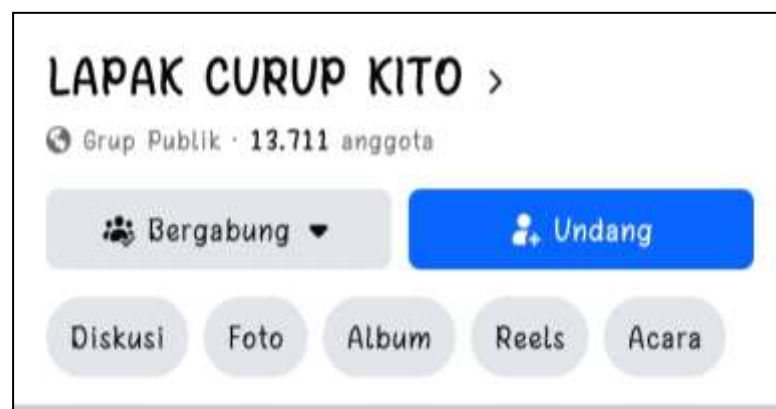 LAPAK CURUP KITO >
Grup Publik · 13.711 anggota
Bergabung
Undang
Diskusi Foto Album Reels Acara